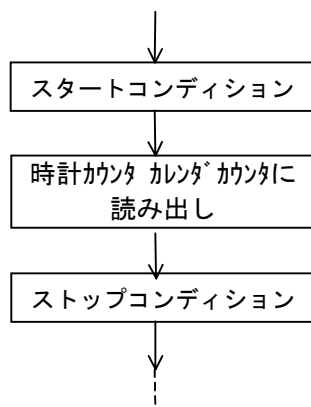 スタートコンディション
時計ｶｳﾝﾀ ｶﾚﾝﾀﾞｶｳﾝﾀに
読み出し
ストップコンディション